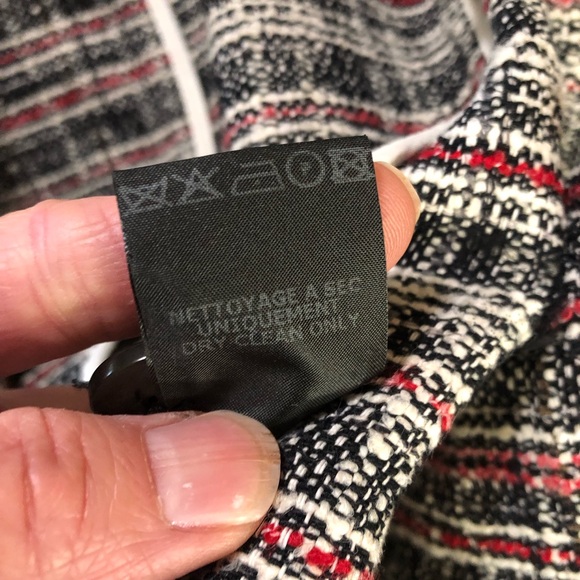 NETTOYAGE A SEC
UNIQUEMENT
DRY CLEAN ONLY